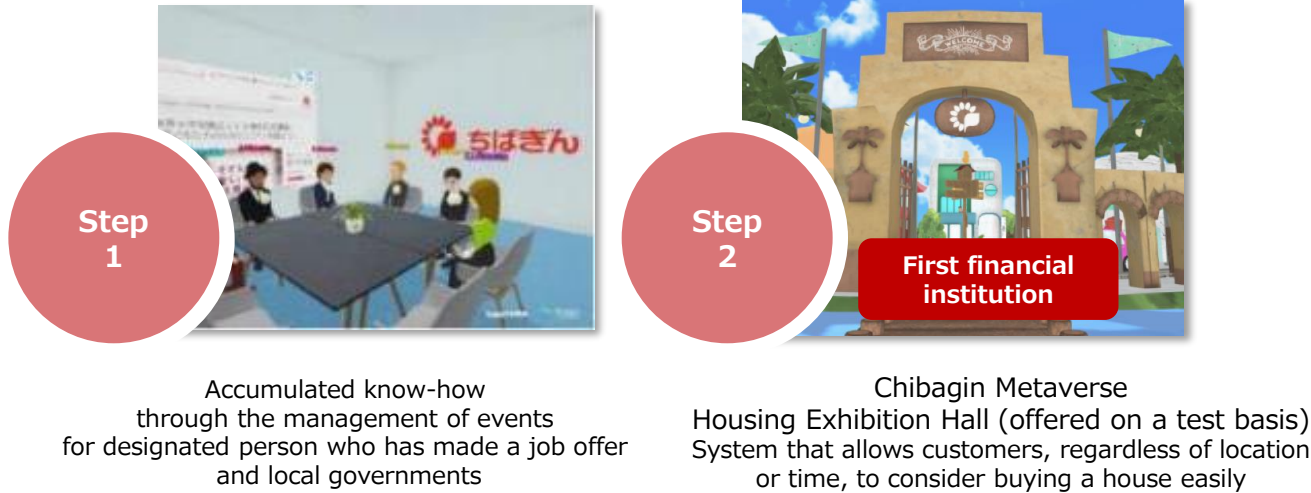 ちばぎん
WELCOME
Step
1
Step
2
First financial
institution
Accumulated know-how
through the management of events
for designated person who has made a job offer
and local governments
Chibagin Metaverse
Housing Exhibition Hall (offered on a test basis)
System that allows customers, regardless of location
or time, to consider buying a house easily